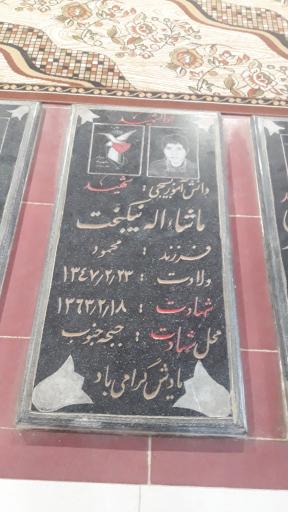 دانش آموز بسیجی : شهید
ماشاءاله نیکبخت
فرزند : محمود
ولادت : ۱۳۴۷/۲/۲۳
شهادت : ۱۳۶۳/۲/۱۸
محل شهادت : جبهه جنوب
یادش گرامی باد